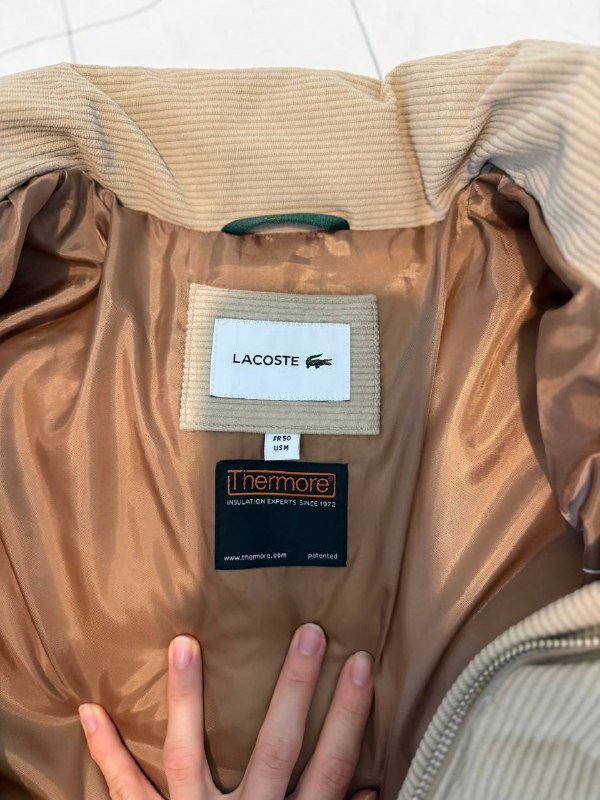 LACOSTE
FR 50
US M
Thermore®
INSULATION EXPERTS SINCE 1972
www.thermore.com patented